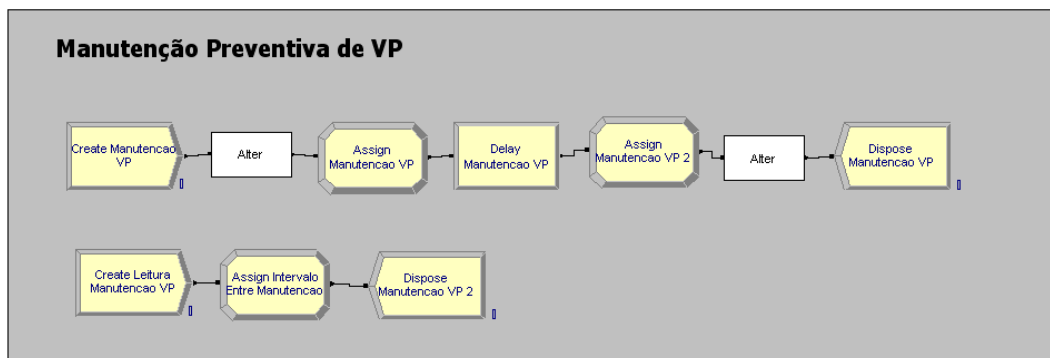 Manutenção Preventiva de VP
Create Manutencao
VP
Alter
Assign
Manutencao VP
Delay
Manutencao VP
Assign
Manutencao VP 2
Alter
Dispose
Manutencao VP
Create Leitura
Manutencao VP
Assign Intervalo
Entre Manutencao
Dispose
Manutencao VP 2